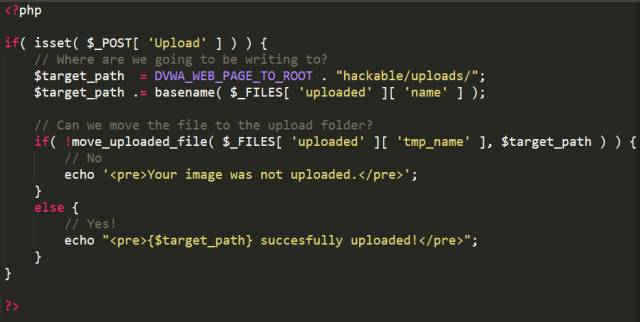 <?php
if( isset( $_POST[ 'Upload' ] ) ) {
// Where are we going to be writing to?
$target_path  = DVWA_WEB_PAGE_TO_ROOT . "hackable/uploads/";
$target_path .= basename( $_FILES[ 'uploaded' ][ 'name' ] );
// Can we move the file to the upload folder?
if( !move_uploaded_file( $_FILES[ 'uploaded' ][ 'tmp_name' ], $target_path ) ) {
// No
echo '<pre>Your image was not uploaded.</pre>';
}
else {
// Yes!
echo "<pre>{$target_path} succesfully uploaded!</pre>";
}
}
?>